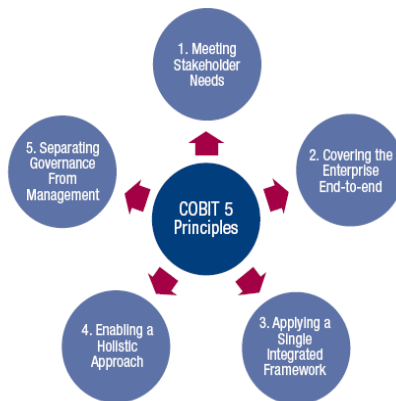 1. Meeting
Stakeholder
Needs
2. Covering the
Enterprise
End-to-end
3. Applying a
Single
Integrated
Framework
4. Enabling a
Holistic
Approach
5. Separating
Governance
From
Management
COBIT 5
Principles